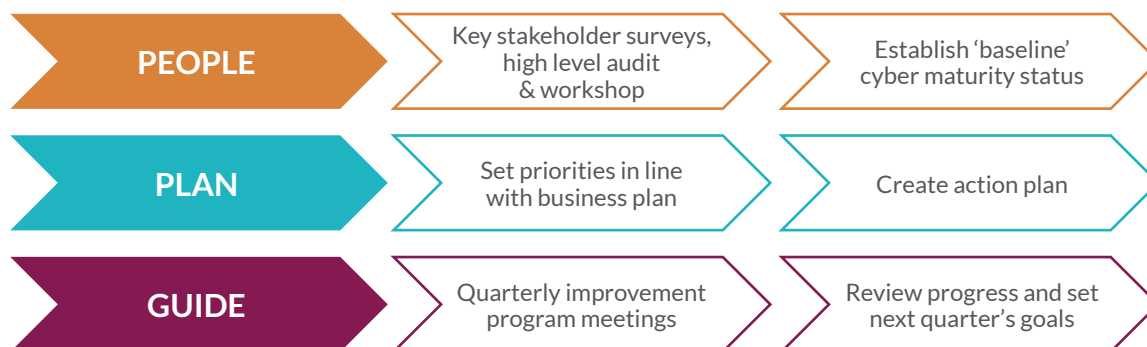 PEOPLE
Key stakeholder surveys,
high level audit
& workshop
Establish ‘baseline’
cyber maturity status
PLAN
Set priorities in line
with business plan
Create action plan
GUIDE
Quarterly improvement
program meetings
Review progress and set
next quarter’s goals